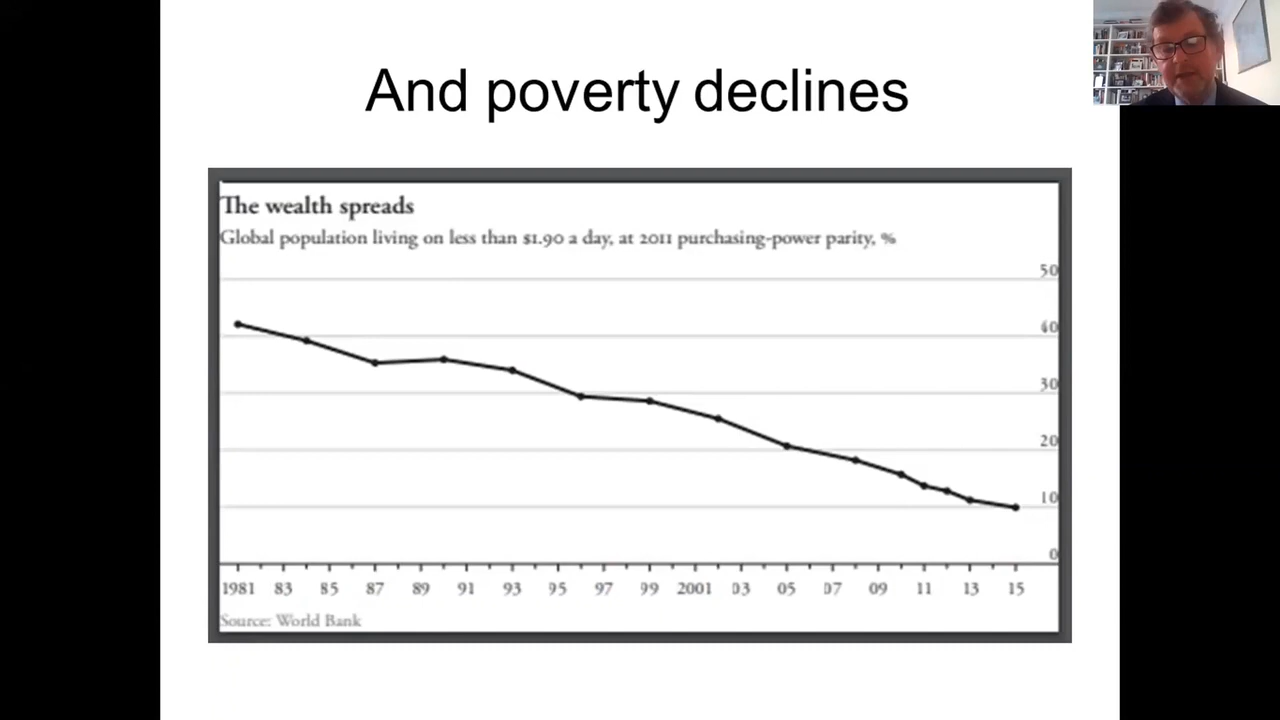 And poverty declines
The wealth spreads
Global population living on less than $1.90 a day, at 2011 purchasing-power parity, %
50
40
30
20
10
0
1981 83 85 87 89 91 93 95 97 99 2001 03 05 07 09 11 13 15
Source: World Bank